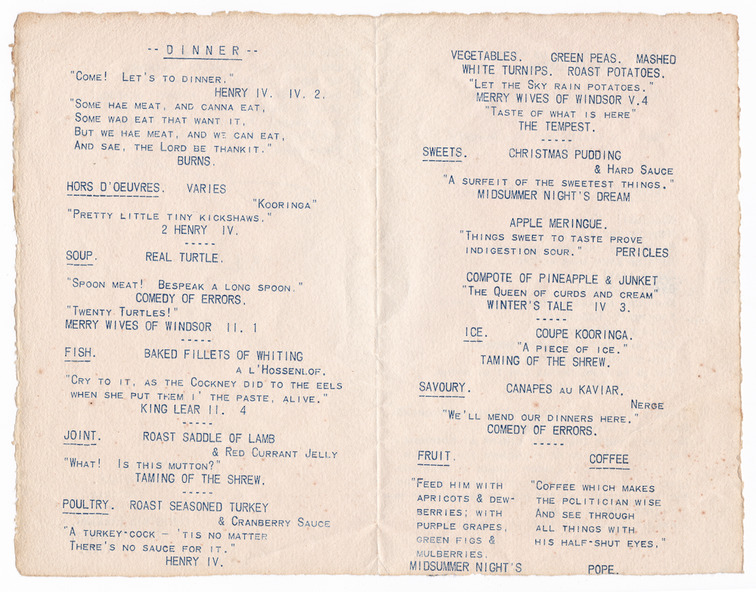 -- DINNER --
"COME! LET'S TO DINNER."
HENRY IV. IV. 2.
"SOME HAE MEAT, AND CANNA EAT,
SOME WAD EAT THAT WANT IT,
BUT WE HAE MEAT, AND WE CAN EAT,
AND SAE, THE LORD BE THANKIT."
BURNS.
HORS D'OEUVRES. VARIES
"KOORINGA"
"PRETTY LITTLE TINY KICKSHAWS."
2 HENRY IV.
-----
SOUP. REAL TURTLE.
"SPOON MEAT! BESPEAK A LONG SPOON."
COMEDY OF ERRORS.
"TWENTY TURTLES!"
MERRY WIVES OF WINDSOR II. 1
-----
FISH. BAKED FILLETS OF WHITING
A L'HOSSENLOF.
"CRY TO IT, AS THE COCKNEY DID TO THE EELS
WHEN SHE PUT THEM I' THE PASTE, ALIVE."
KING LEAR II. 4
-----
JOINT. ROAST SADDLE OF LAMB
& RED CURRANT JELLY
"WHAT! IS THIS MUTTON?"
TAMING OF THE SHREW.
-----
POULTRY. ROAST SEASONED TURKEY
& CRANBERRY SAUCE
"A TURKEY-COCK – 'TIS NO MATTER
THERE'S NO SAUCE FOR IT."
HENRY IV.
VEGETABLES. GREEN PEAS. MASHED
WHITE TURNIPS. ROAST POTATOES.
"LET THE SKY RAIN POTATOES."
MERRY WIVES OF WINDSOR V.4
"TASTE OF WHAT IS HERE"
THE TEMPEST.
-----
SWEETS. CHRISTMAS PUDDING
& HARD SAUCE
"A SURFEIT OF THE SWEETEST THINGS."
MIDSUMMER NIGHT'S DREAM
APPLE MERINGUE.
"THINGS SWEET TO TASTE PROVE
INDIGESTION SOUR." PERICLES
COMPOTE OF PINEAPPLE & JUNKET
"THE QUEEN OF CURDS AND CREAM"
WINTER'S TALE IV 3.
-----
ICE. COUPE KOORINGA.
"A PIECE OF ICE."
TAMING OF THE SHREW.
-----
SAVOURY. CANAPES AU KAVIAR.
NERGE
"WE'LL MEND OUR DINNERS HERE."
COMEDY OF ERRORS.
-----
FRUIT.
"FEED HIM WITH
APRICOTS & DEW-
BERRIES; WITH
PURPLE GRAPES,
GREEN FIGS &
MULBERRIES.
MIDSUMMER NIGHT'S
COFFEE
"COFFEE WHICH MAKES
THE POLITICIAN WISE
AND SEE THROUGH
ALL THINGS WITH
HIS HALF-SHUT EYES."
POPE.